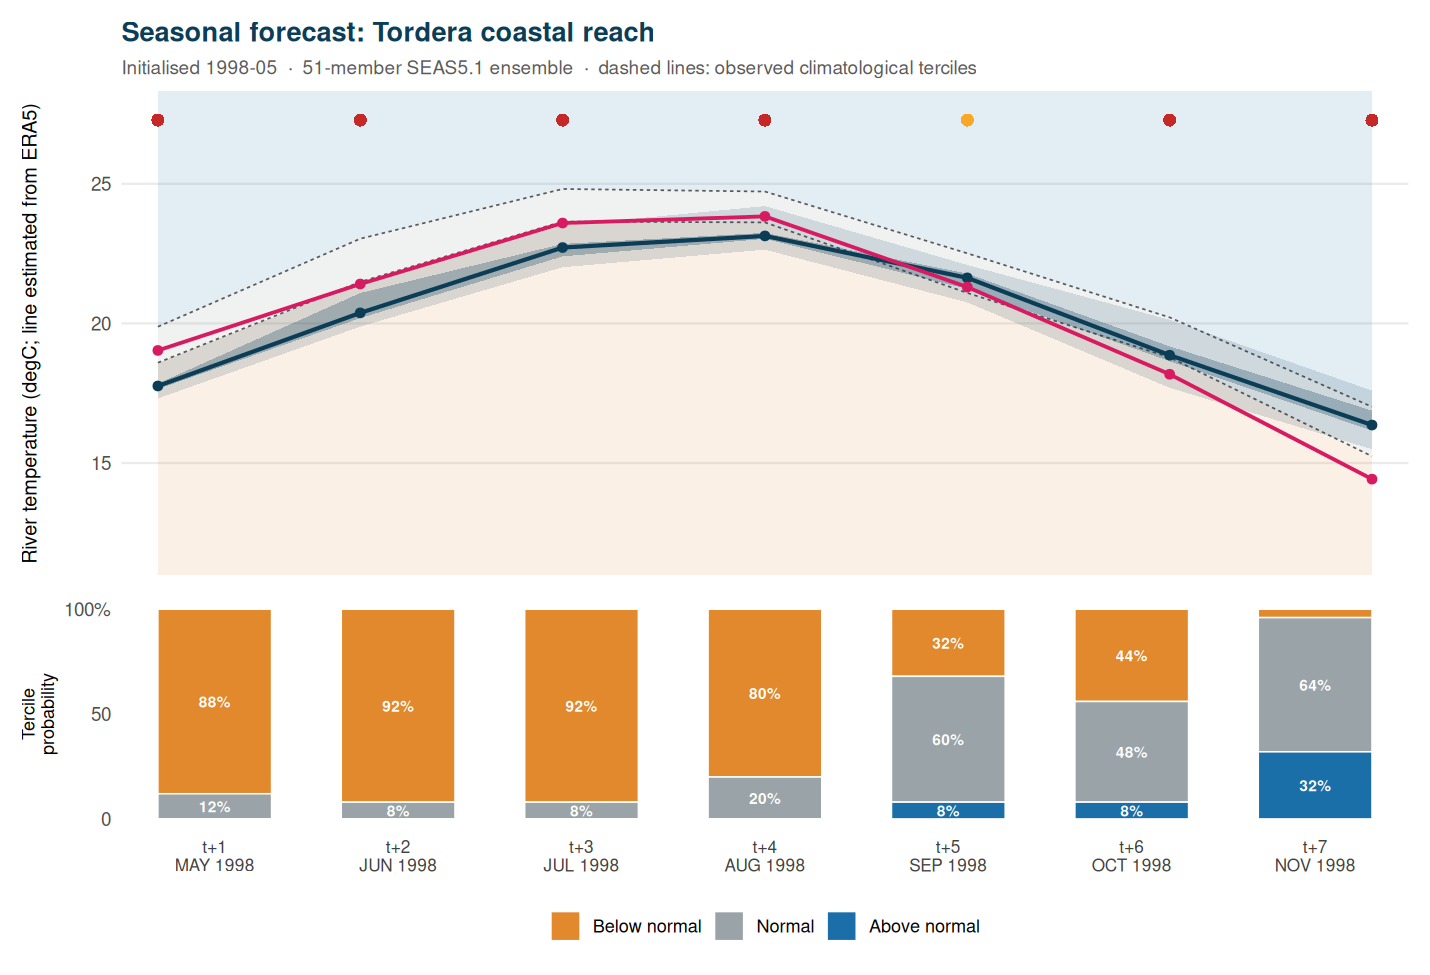 Seasonal forecast: Tordera coastal reach
Initialised 1998-05 · 51-member SEAS5.1 ensemble · dashed lines: observed climatological terciles
River temperature (degC; line estimated from ERA5)
25
20
15
Tercile
probability
100%
50
0
88%
12%
92%
8%
92%
8%
80%
20%
32%
60%
8%
44%
48%
8%
64%
32%
t+1
MAY 1998
t+2
JUN 1998
t+3
JUL 1998
t+4
AUG 1998
t+5
SEP 1998
t+6
OCT 1998
t+7
NOV 1998
Below normal
Normal
Above normal